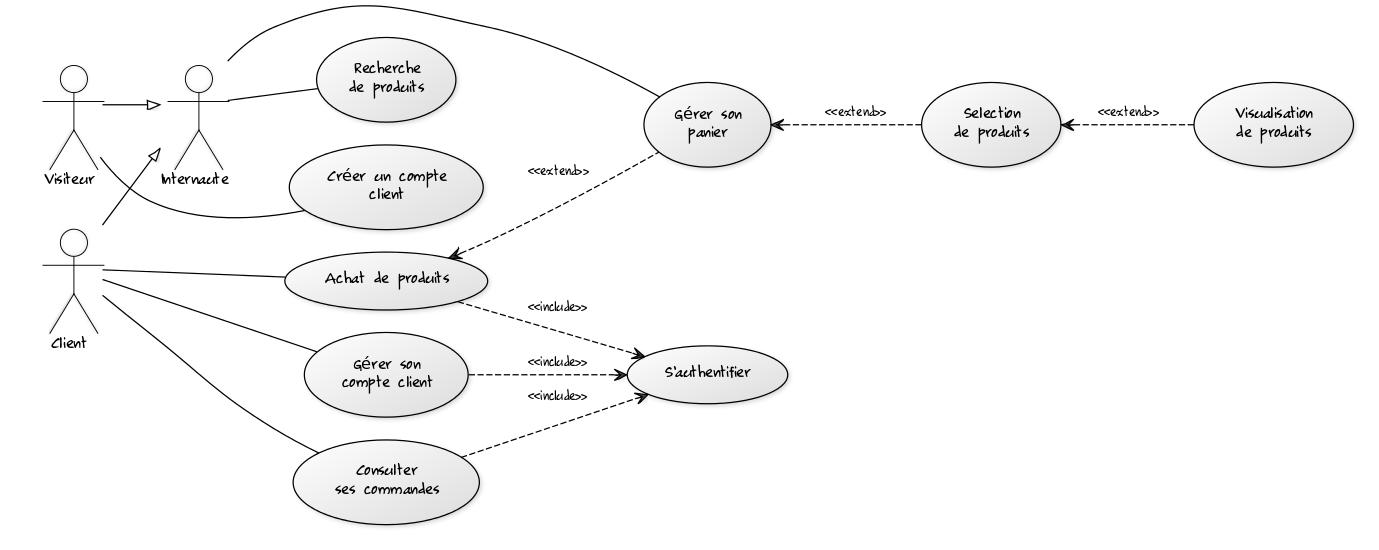 Recherche
de produits
Visiteur
Internaute
Gérer son
panier
<<extend>>
Selection
de produits
<<extend>>
Visualisation
de produits
<<extend>>
Créer un compte
client
Achat de produits
Client
<<include>>
Gérer son
compte client
<<include>>
S'authentifier
<<include>>
Consulter
ses commandes